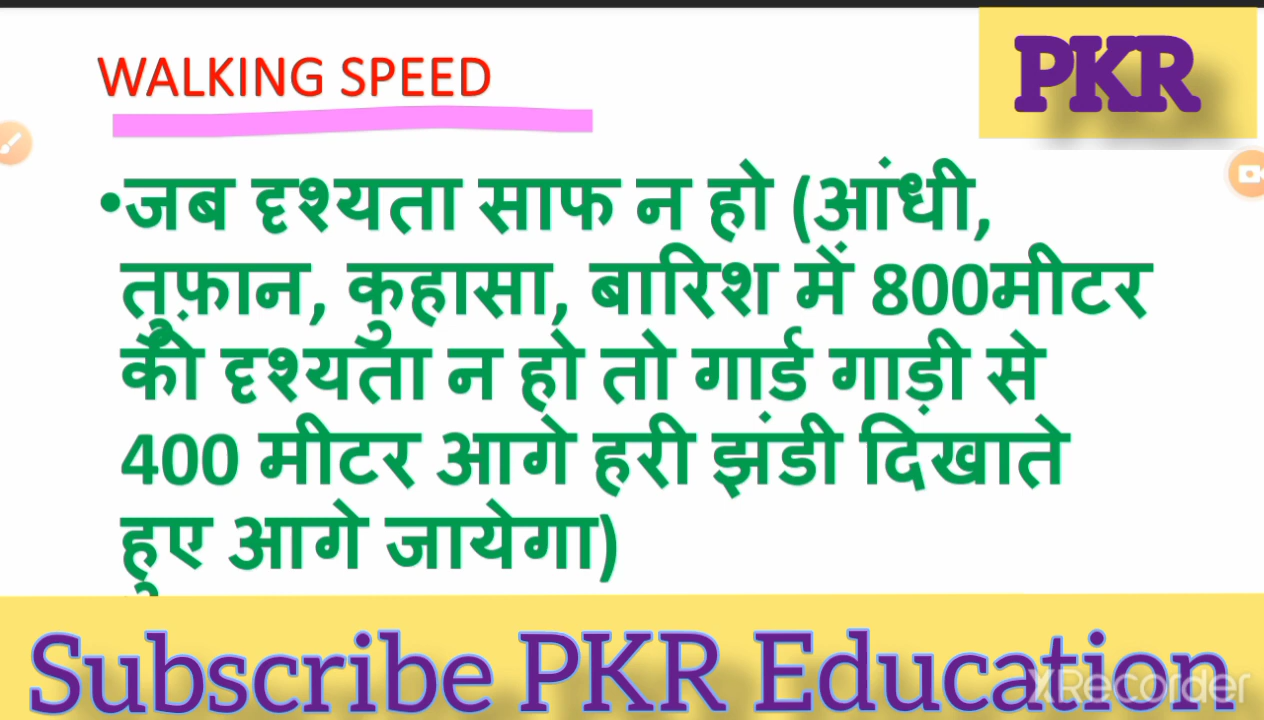 WALKING SPEED
PKR
•जब दृश्यता साफ न हो (आंधी,
तुफ़ान, कुहासा, बारिश में 800मीटर
की दृश्यता न हो तो गार्ड गाड़ी से
400 मीटर आगे हरी झंडी दिखाते
हुए आगे जायेगा)
Subscribe PKR Education
XRecorder